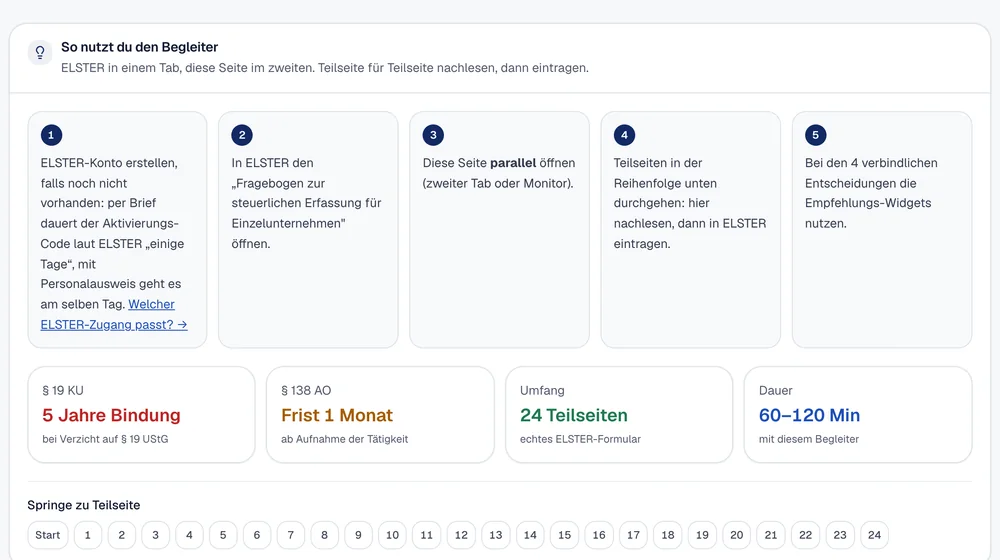 So nutzt du den Begleiter
ELSTER in einem Tab, diese Seite im zweiten. Teilseite für Teilseite nachlesen, dann eintragen.
1
ELSTER-Konto erstellen,
falls noch nicht
vorhanden: per Brief
dauert der Aktivierungs-
Code laut ELSTER „einige
Tage“, mit
Personalausweis geht es
am selben Tag. Welcher
ELSTER-Zugang passt? →
2
In ELSTER den
„Fragebogen zur
steuerlichen Erfassung für
Einzelunternehmen"
öffnen.
3
Diese Seite parallel öffnen
(zweiter Tab oder Monitor).
4
Teilseiten in der
Reihenfolge unten
durchgehen: hier
nachlesen, dann in ELSTER
eintragen.
5
Bei den 4 verbindlichen
Entscheidungen die
Empfehlungs-Widgets
nutzen.
§ 19 KU
5 Jahre Bindung
bei Verzicht auf § 19 UStG
§ 138 AO
Frist 1 Monat
ab Aufnahme der Tätigkeit
Umfang
24 Teilseiten
echtes ELSTER-Formular
Dauer
60–120 Min
mit diesem Begleiter
Springe zu Teilseite
Start 1 2 3 4 5 6 7 8 9 10 11 12 13 14 15 16 17 18 19 20 21 22 23 24